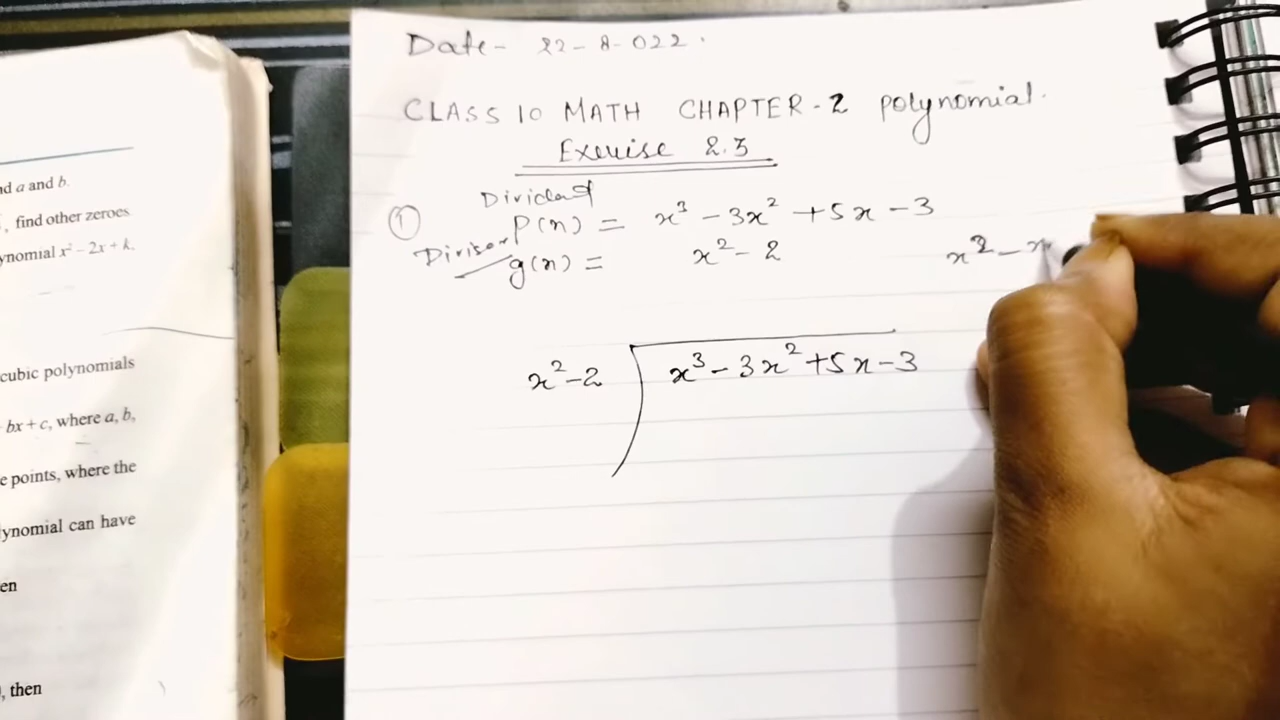 nd a and b.
, find other zeroes
ynomial x² – 2x + k,
cubic polynomials
bx + c, where a, b,
e points, where the
ynomial can have
en
, then
Date- 22-8-022.
CLASS 10 MATH CHAPTER-2 polynomial.
Exercise 2.3
Dividend
① P(x) = x³ - 3x² + 5x - 3
Divisor g(x) = x² - 2
x² - 2 ) x³ - 3x² + 5x - 3